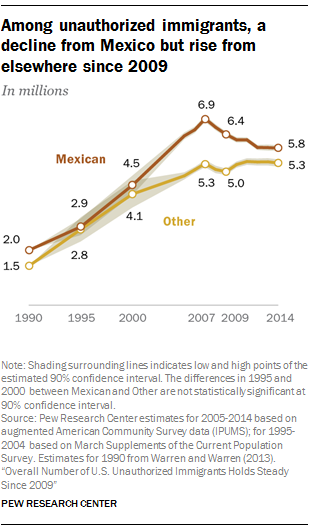 Among unauthorized immigrants, a
decline from Mexico but rise from
elsewhere since 2009
In millions
6.9
6.4
5.8
Mexican
4.5
5.3
2.9
5.3
5.0
2.0
4.1
Other
1.5
2.8
1990 1995 2000 2007 2009 2014
Note: Shading surrounding lines indicates low and high points of the
estimated 90% confidence interval. The differences in 1995 and
2000 between Mexican and Other are not statistically significant at
90% confidence interval.
Source: Pew Research Center estimates for 2005-2014 based on
augmented American Community Survey data (IPUMS); for 1995-
2004 based on March Supplements of the Current Population
Survey. Estimates for 1990 from Warren and Warren (2013).
“Overall Number of U.S. Unauthorized Immigrants Holds Steady
Since 2009”
PEW RESEARCH CENTER